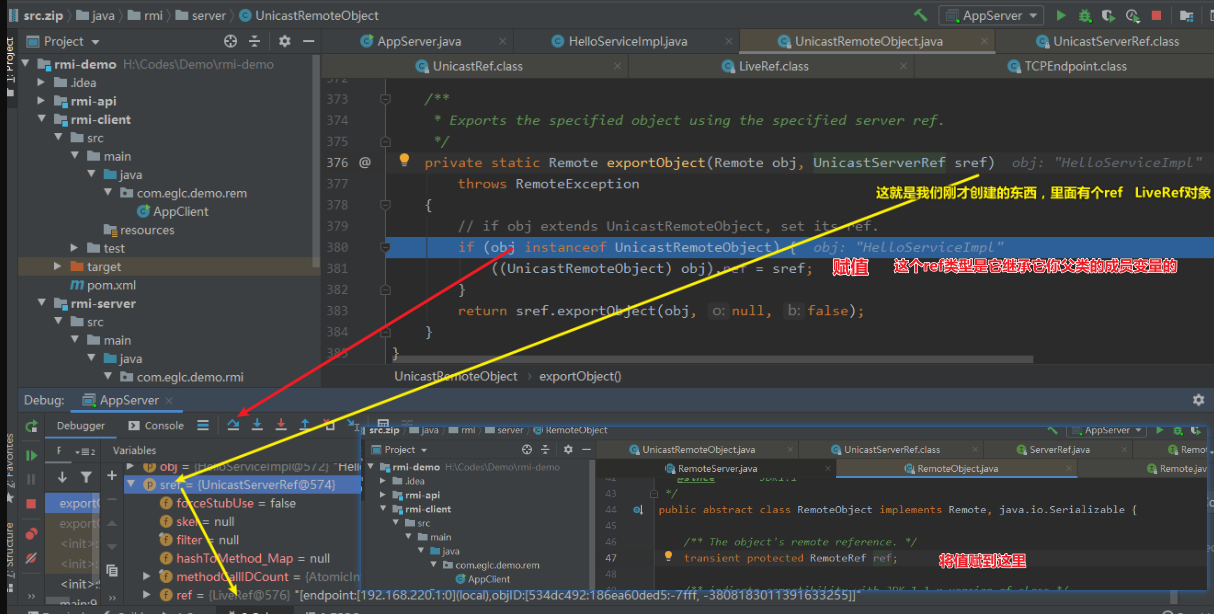 src.zip java rmi server UnicastRemoteObject AppServer
Project AppServer.java HelloServiceImpl.java UnicastRemoteObject.java UnicastServerRef.class
1: Project
rmi-demo H:\Codes\Demo\rmi-demo UnicastRef.class LiveRef.class TCPEndpoint.class
.idea
rmi-api
rmi-client
src
main
java
com.eglc.demo.rem
AppClient
resources
test
target
pom.xml
rmi-server
src
main
java
com.eglc.demo.rmi
373 /**
374 * Exports the specified object using the specified server ref.
375 */
376 @ private static Remote exportObject(Remote obj, UnicastServerRef sref) obj: "HelloServiceImpl"
377 throws RemoteException
这就是我们刚才创建的东西，里面有个ref LiveRef对象
378 {
379 // if obj extends UnicastRemoteObject, set its ref.
380 if (obj instanceof UnicastRemoteObject) { obj: "HelloServiceImpl"
381 ((UnicastRemoteObject) obj).ref = sref;
赋值 这个ref类型是它继承它你父类的成员变量的
382 }
383 return sref.exportObject(obj, o: null, b: false);
384 }
385 }
UnicastRemoteObject exportObject()
Debug: AppServer
Debugger Console
Variables
obj = {HelloServiceImpl@572}
sref = {UnicastServerRef@574}
forceStubUse = false
skel = null
filter = null
hashToMethod_Map = null
methodCallIDCount = {AtomicIn
ref = {LiveRef@576} "[endpoint:[192.168.220.1:0](local),objID:[534dc492:186ea60ded5:-7fff, -3808183011391633255]]"
<init>:
Structure
src.zip java rmi server RemoteObject AppServer
Project UnicastRemoteObject.java UnicastServerRef.class ServerRef.java
rmi-demo H:\Codes\Demo\rmi-demo RemoteServer.java RemoteObject.java
.idea
rmi-api
rmi-client
src
main
java
com.eglc.demo.rem
AppClient
*/
44 public abstract class RemoteObject implements Remote, java.io.Serializable {
45
46 /** The object's remote reference. */
47 transient protected RemoteRef ref;
将值赋到这里
48